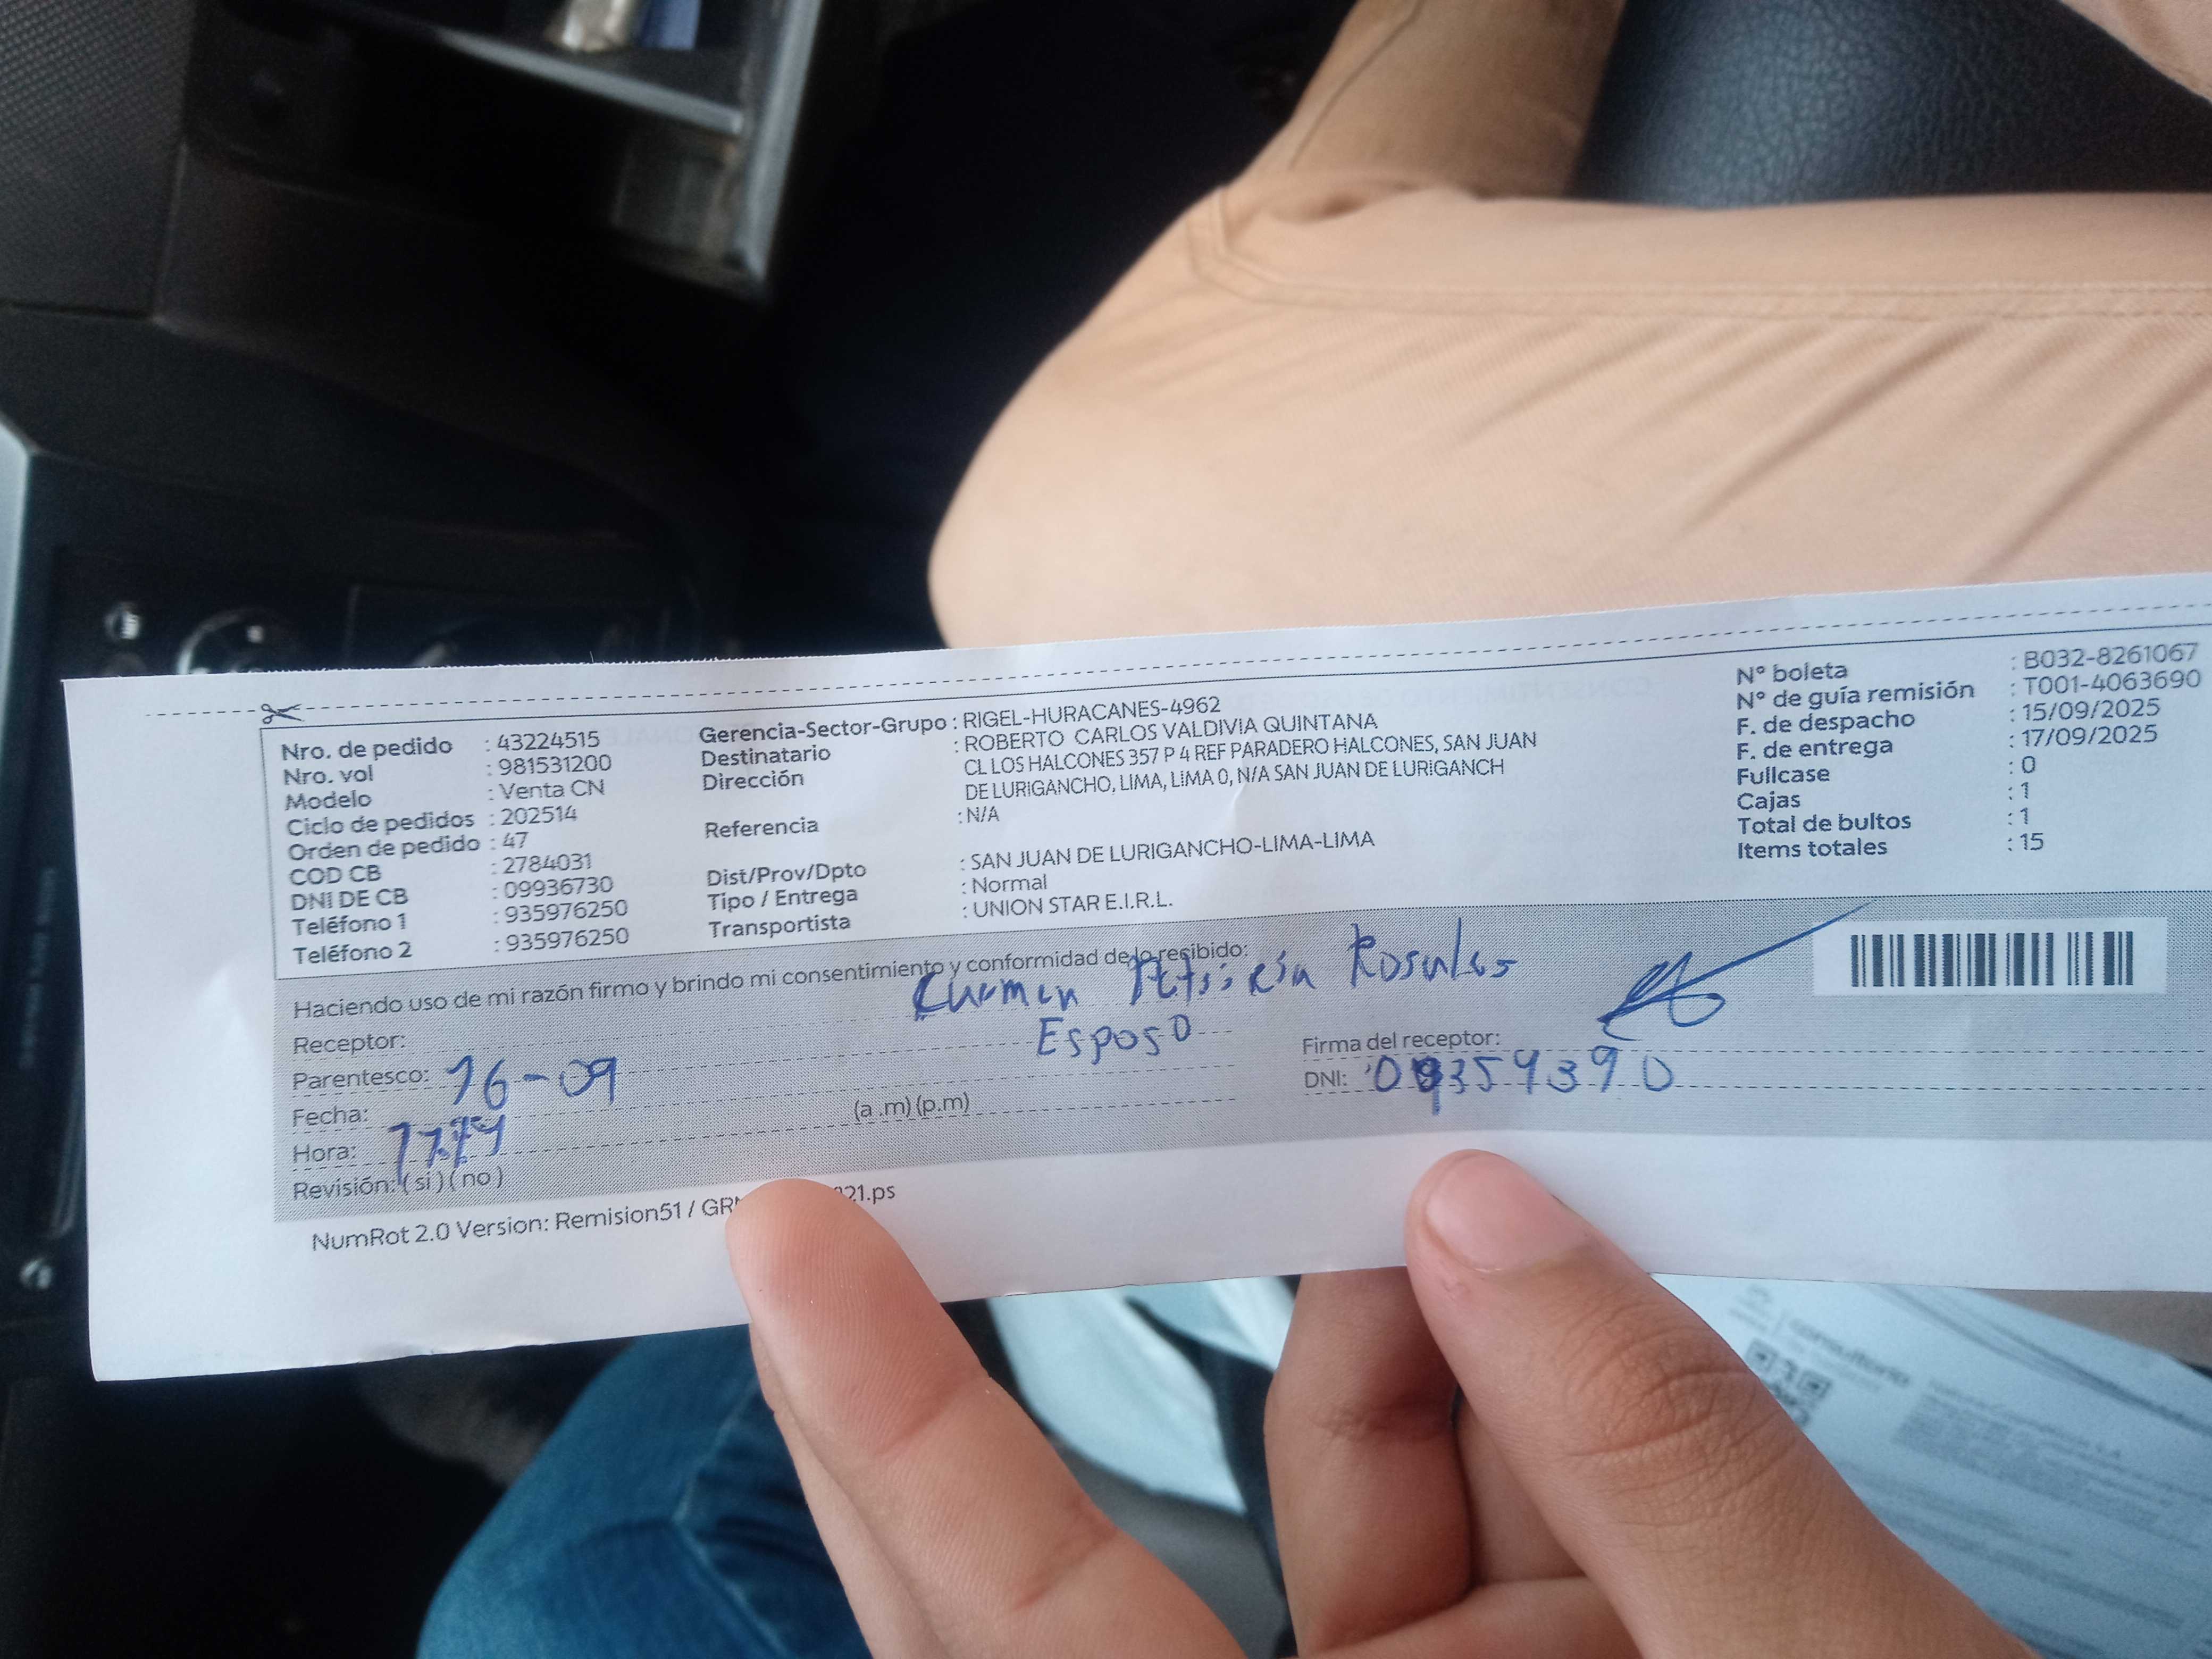 Nro. de pedido : 43224515
Nro. vol : 981531200
Modelo : Venta CN
Ciclo de pedidos : 202514
Orden de pedido : 47
COD CB : 2784031
DNI DE CB : 09936730
Teléfono 1 : 935976250
Teléfono 2 : 935976250
Gerencia-Sector-Grupo : RIGEL-HURACANES-4962
Destinatario : ROBERTO CARLOS VALDIVIA QUINTANA
Dirección CL LOS HALCONES 357 P 4 REF PARADERO HALCONES, SAN JUAN
DE LURIGANCHO, LIMA, LIMA 0, N/A SAN JUAN DE LURIGANCH
Referencia : N/A
Dist/Prov/Dpto : SAN JUAN DE LURIGANCHO-LIMA-LIMA
Tipo / Entrega : Normal
Transportista : UNION STAR E.I.R.L.
N° boleta : B032-8261067
N° de guía remisión : T001-4063690
F. de despacho : 15/09/2025
F. de entrega : 17/09/2025
Fullcase : 0
Cajas : 1
Total de bultos : 1
Items totales : 15
Haciendo uso de mi razón firmo y brindo mi consentimiento y conformidad de lo recibido:
Receptor: Carmen Rosales
Parentesco: Esposo
Fecha: 16-09
Hora: (a .m) (p.m)
Revisión: ( si ) ( no )
Firma del receptor:
DNI:
NumRot 2.0 Version: Remision51 / 21.ps
consultoría